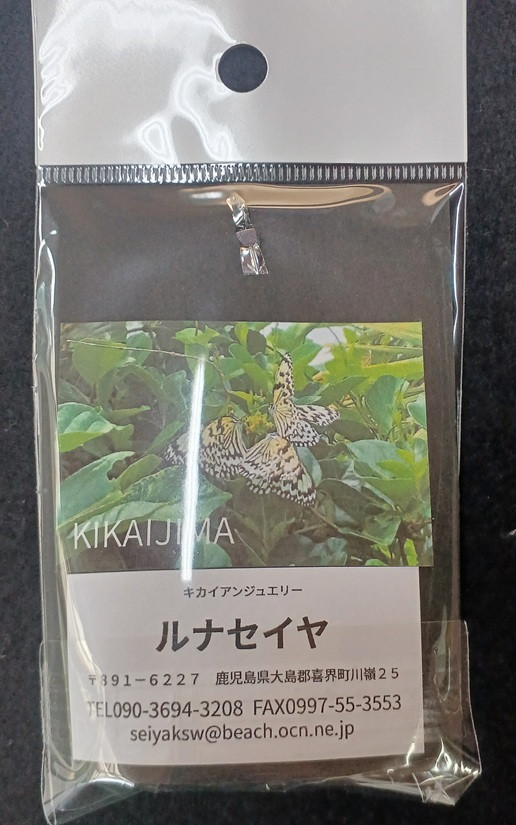 KIKAIJIMA
キカイアンジュエリー
ルナセイヤ
〒891－6227　鹿児島県大島郡喜界町川嶺２５
TEL090-3694-3208 FAX0997-55-3553
seiyaksw@beach.ocn.ne.jp